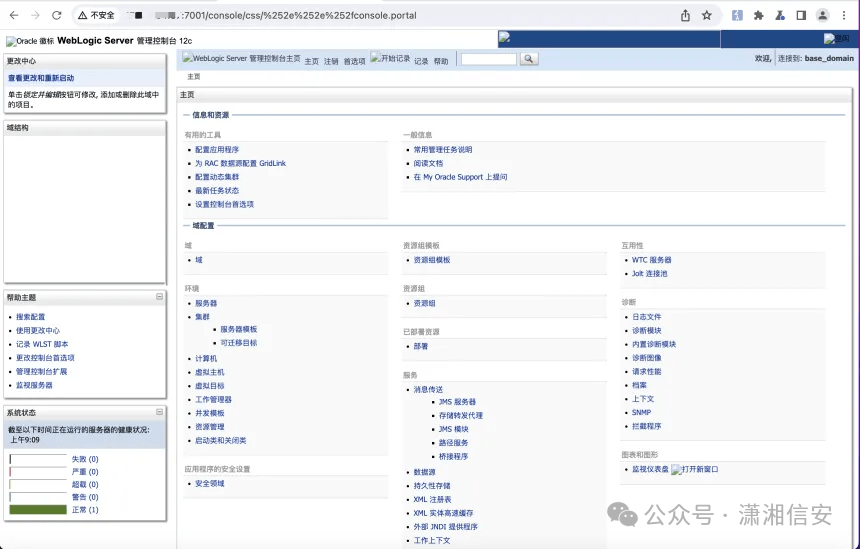 不安全
:7001/console/css/%252e%252e%252fconsole.portal
Oracle 徽标 WebLogic Server 管理控制台 12c
更改中心
查看更改和重新启动
单击锁定并编辑按钮可修改, 添加或删除此域中
的项目。
域结构
帮助主题
搜索配置
使用更改中心
记录 WLST 脚本
更改控制台首选项
管理控制台扩展
监视服务器
系统状态
截至以下时间正在运行的服务器的健康状况:
上午9:09
失败 (0)
严重 (0)
超载 (0)
警告 (0)
正常 (1)
WebLogic Server 管理控制台主页 主页 注销 首选项 开始记录 记录 帮助
欢迎, 连接到: base_domain
主页
主页
信息和资源
有用的工具
配置应用程序
为 RAC 数据源配置 GridLink
配置动态集群
最新任务状态
设置控制台首选项
一般信息
常用管理任务说明
阅读文档
在 My Oracle Support 上提问
域配置
域
域
环境
服务器
集群
服务器模板
可迁移目标
计算机
虚拟主机
虚拟目标
工作管理器
并发模板
资源管理
启动类和关闭类
应用程序的安全设置
安全领域
资源组模板
资源组模板
资源组
资源组
已部署资源
部署
服务
消息传送
JMS 服务器
存储转发代理
JMS 模块
路径服务
桥接程序
数据源
持久性存储
XML 注册表
XML 实体高速缓存
外部 JNDI 提供程序
工作上下文
互用性
WTC 服务器
Jolt 连接池
诊断
日志文件
诊断模块
内置诊断模块
诊断图像
请求性能
档案
上下文
SNMP
拦截程序
图表和图形
监视仪表盘 打开新窗口
公众号 · 潇湘信安